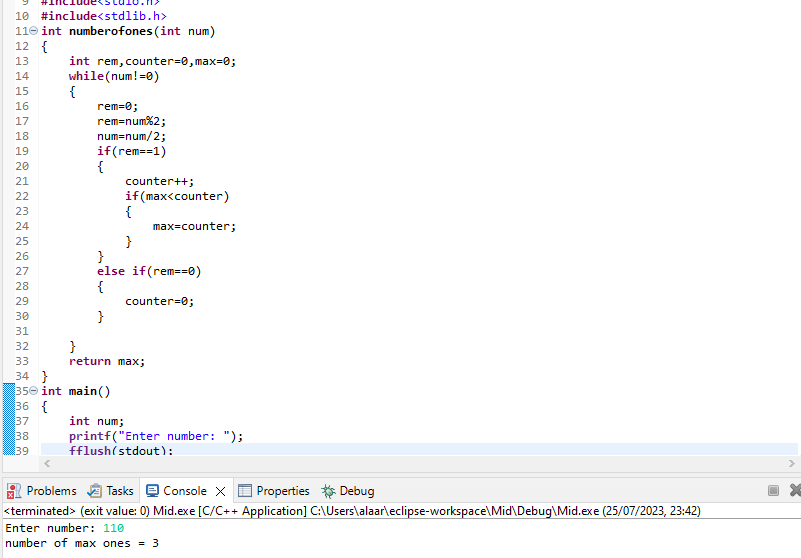 9 #include<stdio.h>
10 #include<stdlib.h>
11 int numberofones(int num)
12 {
13 int rem,counter=0,max=0;
14 while(num!=0)
15 {
16 rem=0;
17 rem=num%2;
18 num=num/2;
19 if(rem==1)
20 {
21 counter++;
22 if(max<counter)
23 {
24 max=counter;
25 }
26 }
27 else if(rem==0)
28 {
29 counter=0;
30 }
31
32 }
33 return max;
34 }
35 int main()
36 {
37 int num;
38 printf("Enter number: ");
39 fflush(stdout);
Problems Tasks Console Properties Debug
<terminated> (exit value: 0) Mid.exe [C/C++ Application] C:\Users\alaar\eclipse-workspace\Mid\Debug\Mid.exe (25/07/2023, 23:42)
Enter number: 110
number of max ones = 3